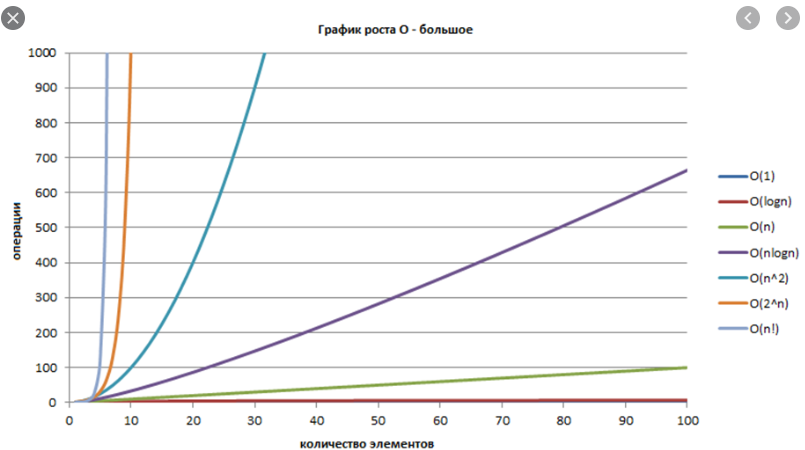 График роста О - большое
1000
900
800
700
600
500
400
300
200
100
0
операции
0 10 20 30 40 50 60 70 80 90 100
количество элементов
O(1)
O(logn)
O(n)
O(nlogn)
O(n^2)
O(2^n)
O(n!)